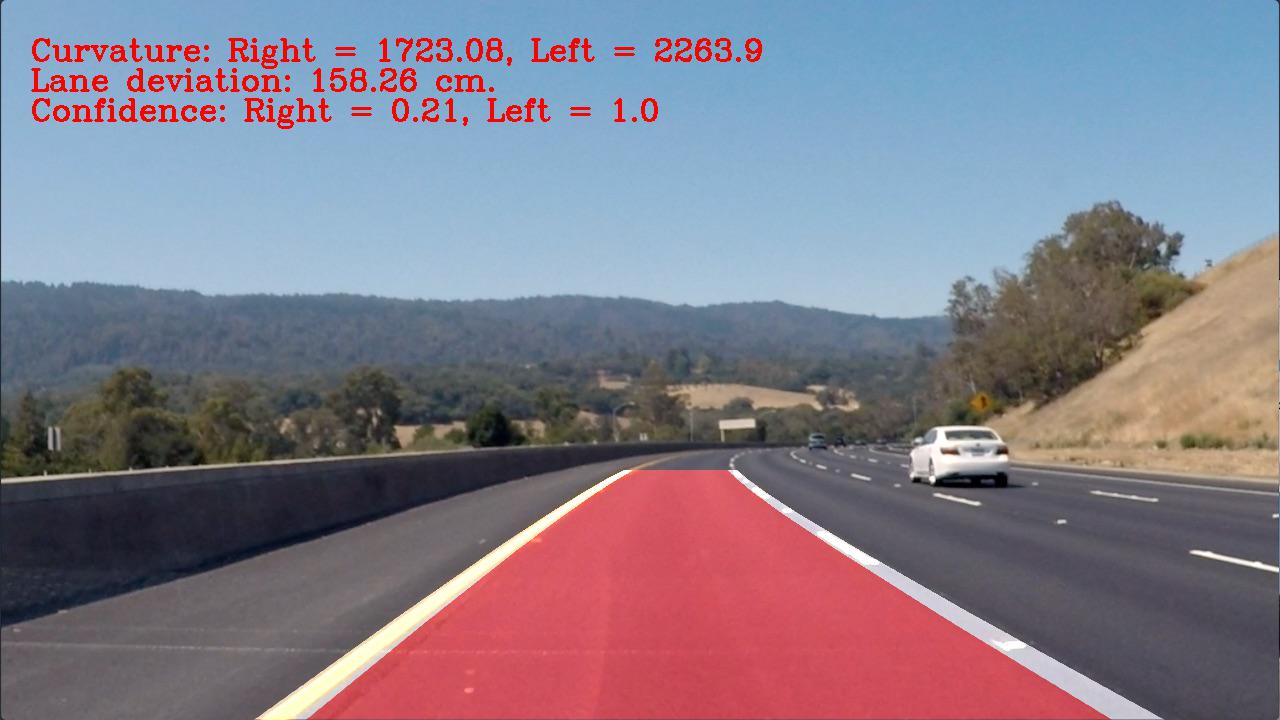 Curvature: Right = 1723.08, Left = 2263.9
Lane deviation: 158.26 cm.
Confidence: Right = 0.21, Left = 1.0